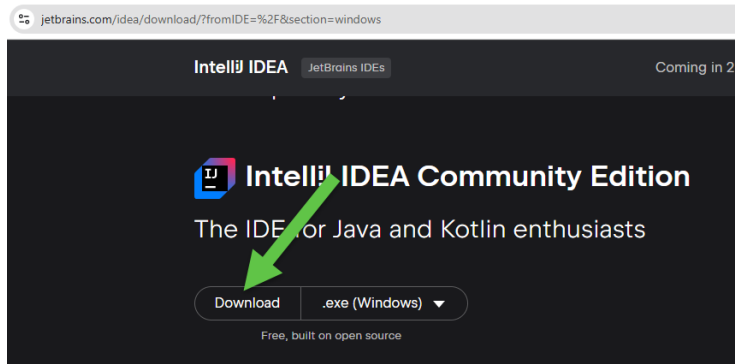 jetbrains.com/idea/download/?fromIDE=%2F&section=windows
IntelliJ IDEA JetBrains IDEs Coming in 2
IJ IntelliJ IDEA Community Edition
The IDE for Java and Kotlin enthusiasts
Download .exe (Windows)
Free, built on open source